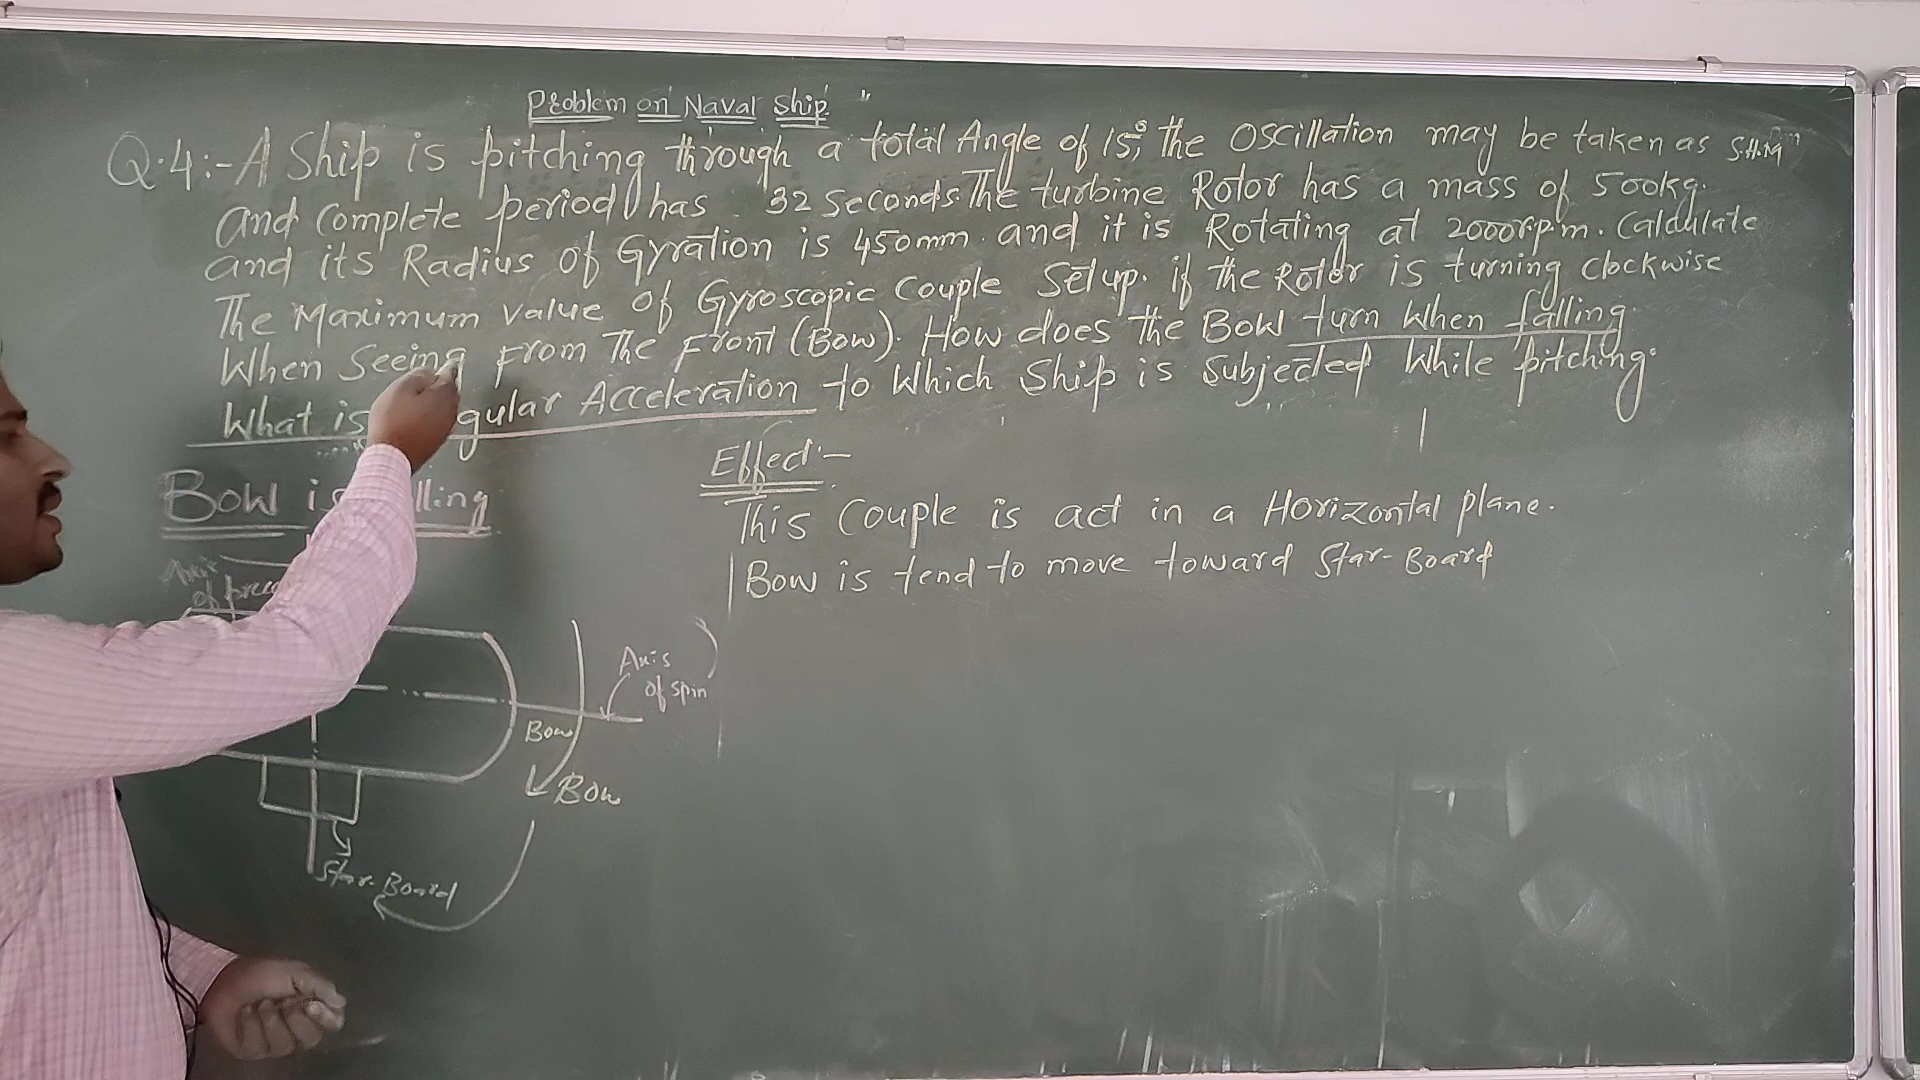 Problem on Naval Ship "
Q.4:- A Ship is pitching through a total Angle of 15°, the Oscillation may be taken as S.H.M"
and complete period has 32 seconds. The turbine Rotor has a mass of 500kg.
and its Radius of Gyration is 450mm and it is Rotating at 2000r.p.m. Calculate
The Maximum value of Gyroscopic Couple Setup. if the Rotor is turning clockwise
When Seeing From The Front (Bow). How does the Bow turn when falling.
What is gular Acceleration to Which Ship is Subjected While pitching.
Effect:-
Bow is lling
This Couple is act in a Horizontal plane.
Bow is tend to move toward Star-Board
Axis
of prec
Axis
of spin
Bow
Bow
Star-Board